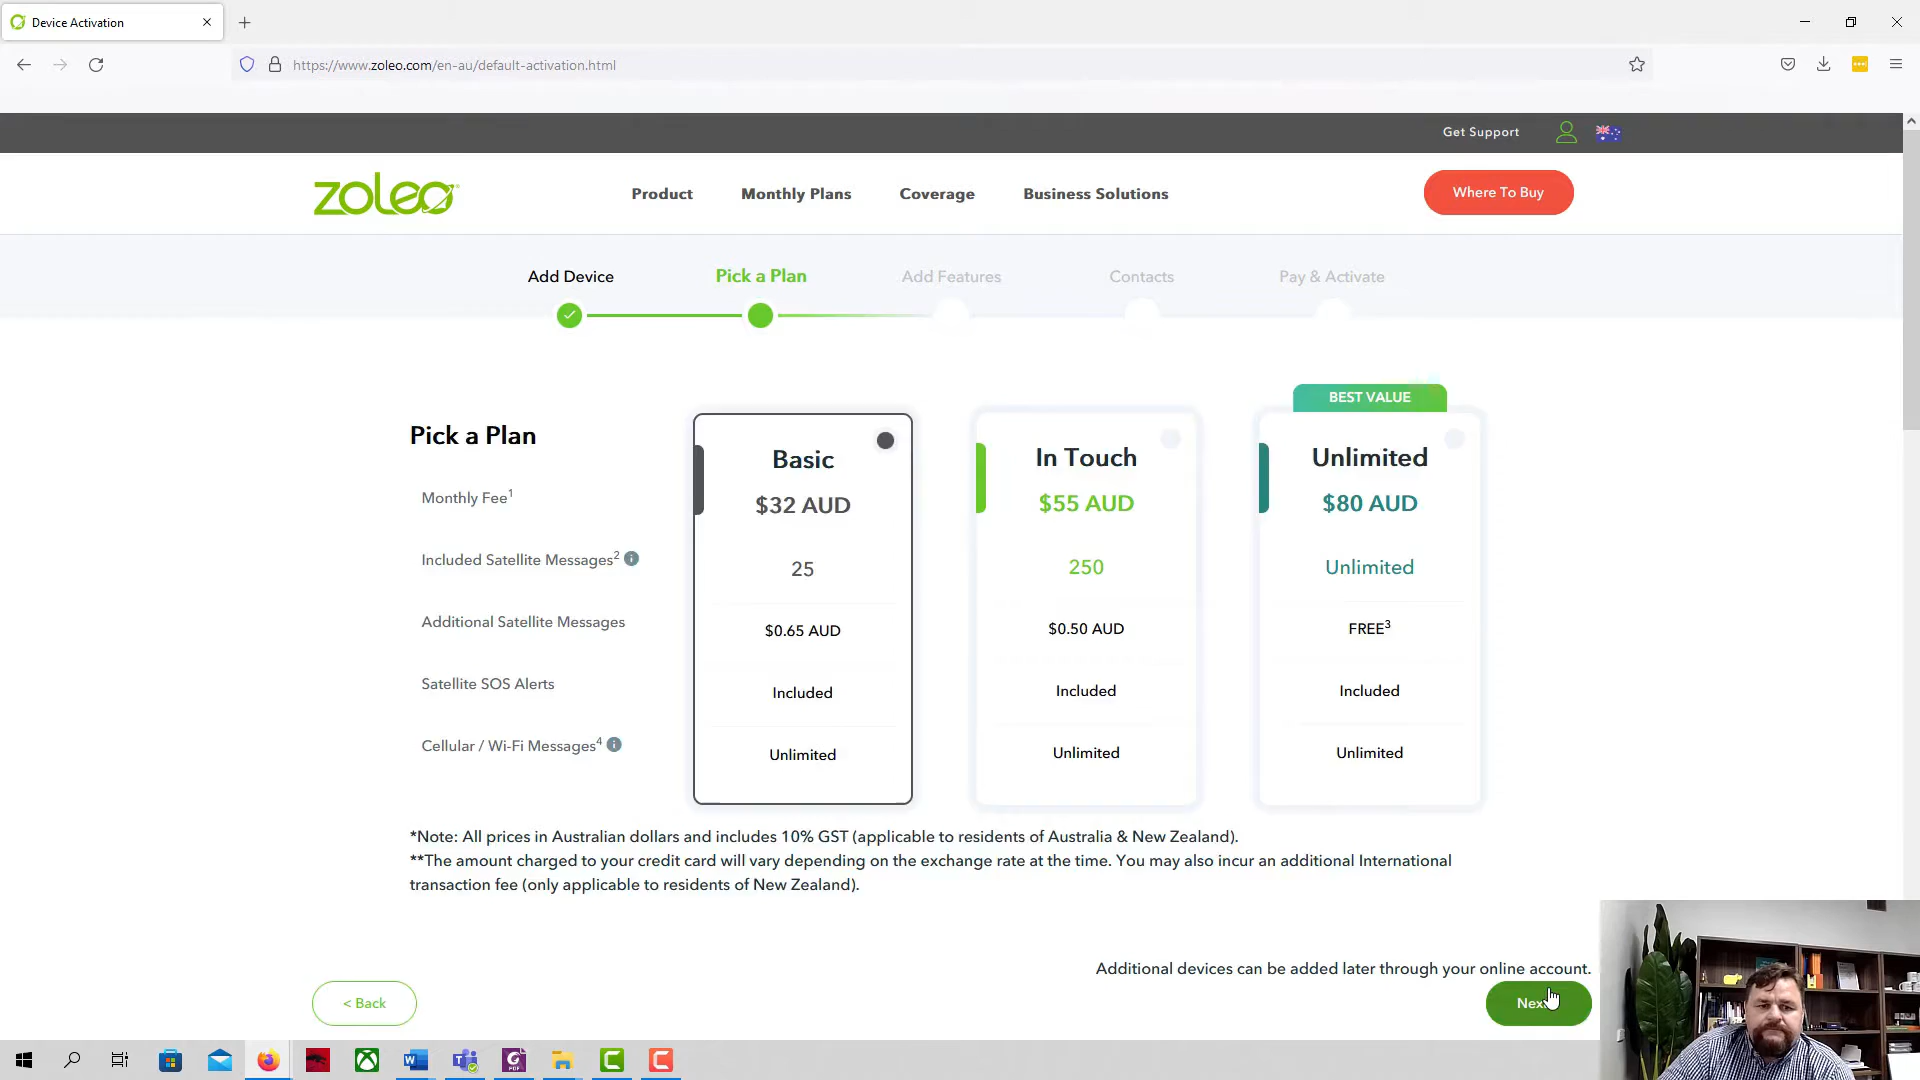 Device Activation
https://www.zoleo.com/en-au/default-activation.html
Get Support
zoleo
Product
Monthly Plans
Coverage
Business Solutions
Where To Buy
Add Device
Pick a Plan
Add Features
Contacts
Pay & Activate
BEST VALUE
Pick a Plan
Basic
In Touch
Unlimited
Monthly Fee1
$32 AUD
$55 AUD
$80 AUD
Included Satellite Messages2
25
250
Unlimited
Additional Satellite Messages
$0.65 AUD
$0.50 AUD
FREE3
Satellite SOS Alerts
Included
Included
Included
Cellular / Wi-Fi Messages4
Unlimited
Unlimited
Unlimited
*Note: All prices in Australian dollars and includes 10% GST (applicable to residents of Australia & New Zealand).
**The amount charged to your credit card will vary depending on the exchange rate at the time. You may also incur an additional International
transaction fee (only applicable to residents of New Zealand).
Additional devices can be added later through your online account.
< Back
Next